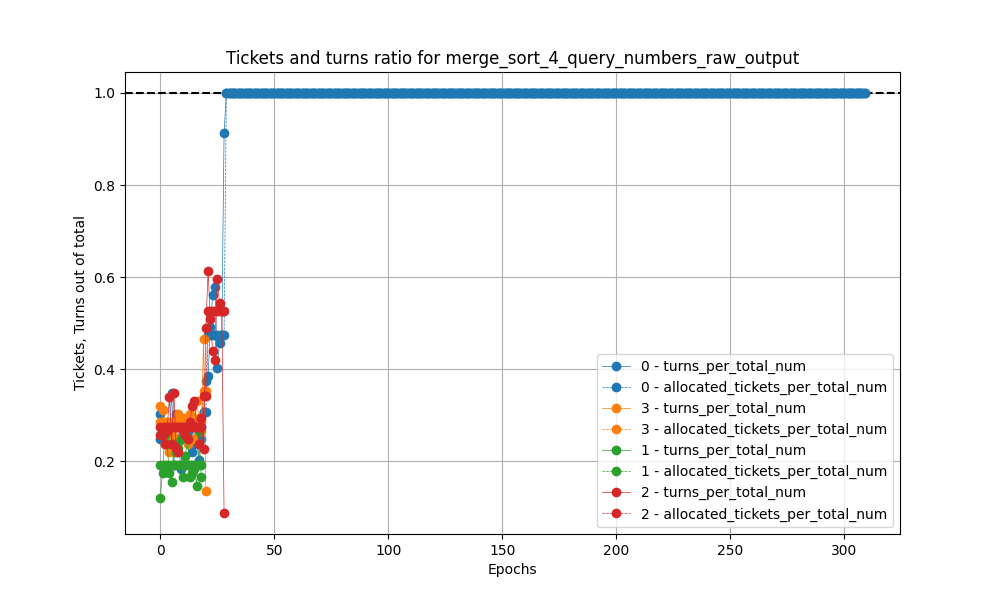 Tickets and turns ratio for merge_sort_4_query_numbers_raw_output
Tickets, Turns out of total
1.0
0.8
0.6
0.4
0.2
0 - turns_per_total_num
0 - allocated_tickets_per_total_num
3 - turns_per_total_num
3 - allocated_tickets_per_total_num
1 - turns_per_total_num
1 - allocated_tickets_per_total_num
2 - turns_per_total_num
2 - allocated_tickets_per_total_num
0 50 100 150 200 250 300
Epochs